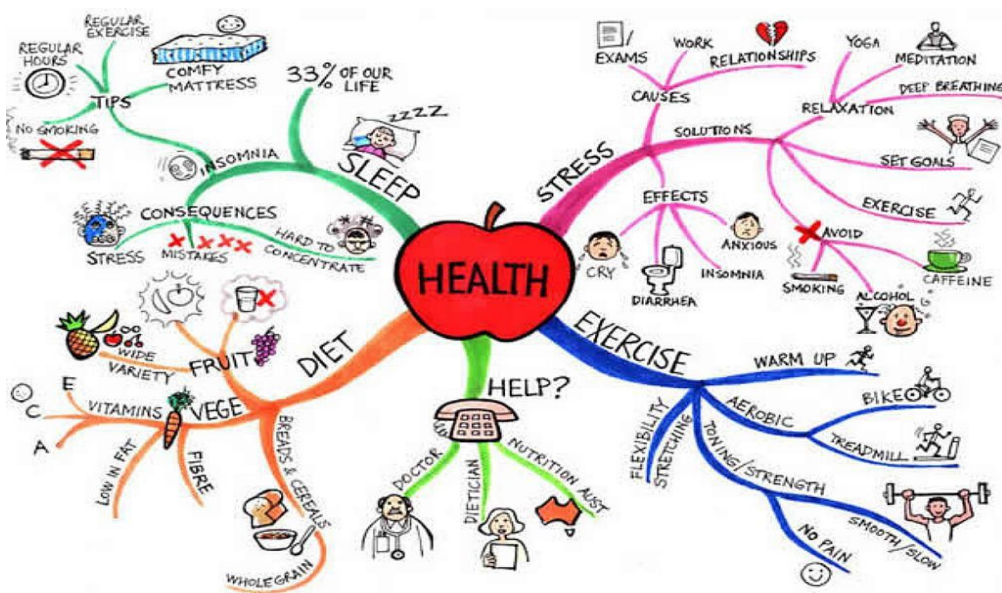 HEALTH
SLEEP
33% OF OUR
LIFE
ZZZZ
INSOMNIA
TIPS
REGULAR
EXERCISE
REGULAR
HOURS
COMFY
MATTRESS
NO SMOKING
CONSEQUENCES
STRESS
MISTAKES
HARD TO
CONCENTRATE
STRESS
CAUSES
EXAMS
WORK
RELATIONSHIPS
SOLUTIONS
RELAXATION
YOGA
MEDITATION
DEEP BREATHING
SET GOALS
EXERCISE
AVOID
SMOKING
ALCOHOL
CAFFEINE
EFFECTS
CRY
DIARRHEA
INSOMNIA
ANXIOUS
DIET
FRUIT
WIDE
VARIETY
VEGE
VITAMINS
E
C
A
LOW IN FAT
FIBRE
BREADS & CEREALS
WHOLEGRAIN
HELP?
DOCTOR
DIETICIAN
NUTRITION AUST
EXERCISE
WARM UP
AEROBIC
BIKE
TREADMILL
TONING/STRENGTH
SMOOTH/SLOW
NO PAIN
FLEXIBILITY
STRETCHING